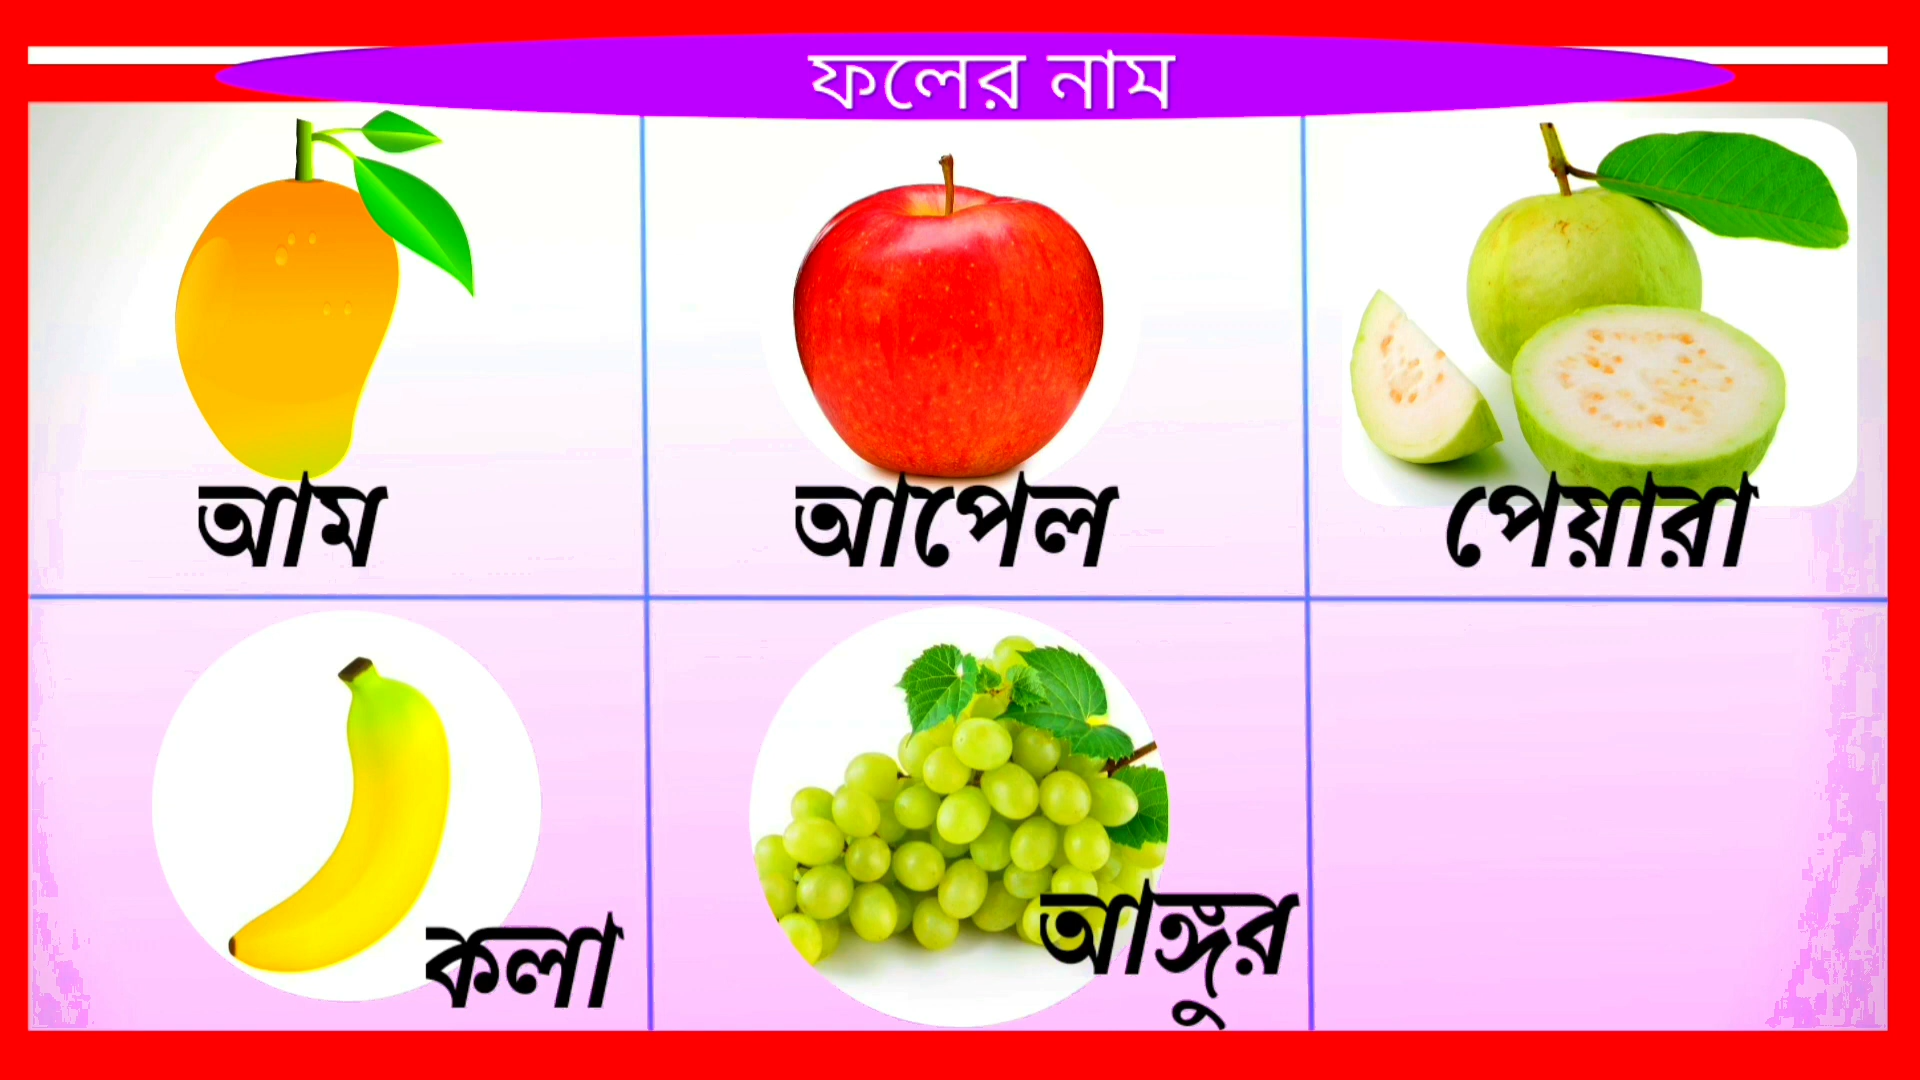 ফলের নাম
আম
আপেল
পেয়ারা
কলা
আঙ্গুর